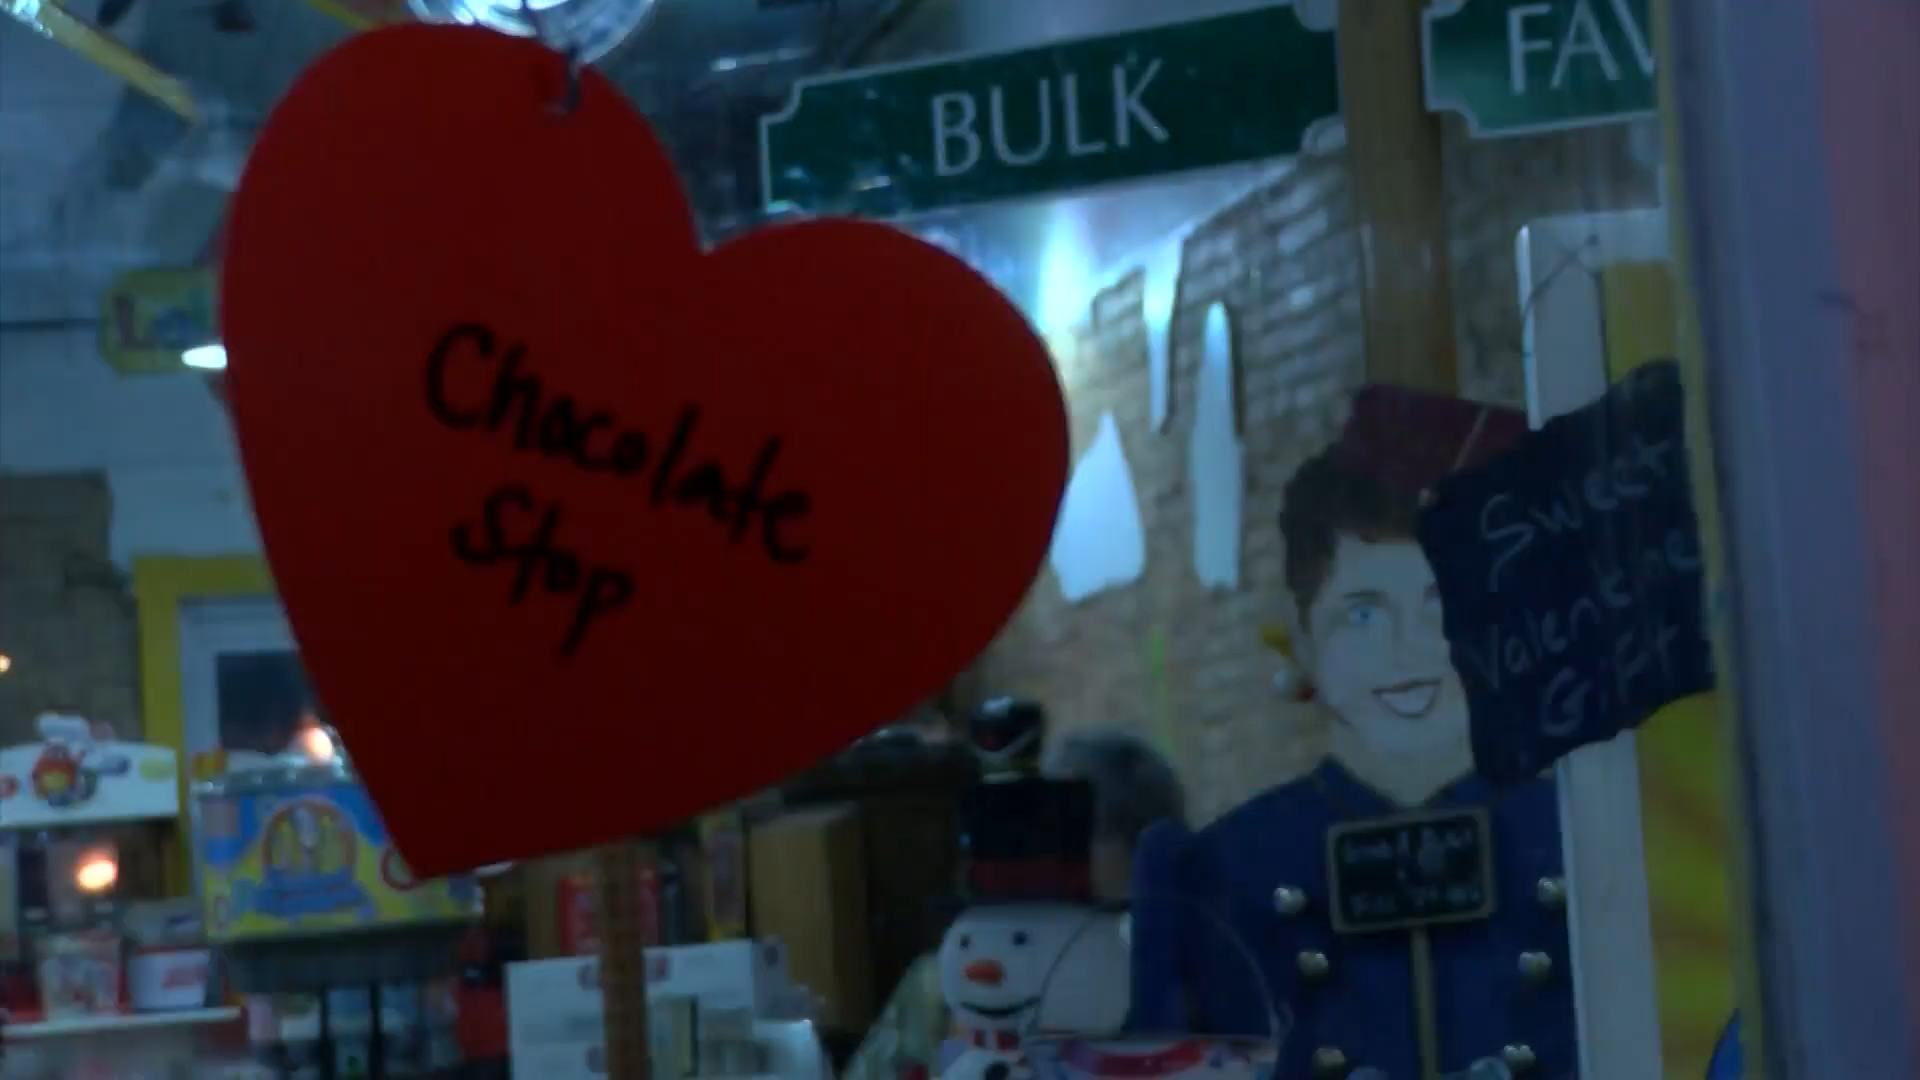 BULK
FAV
Chocolate
Stop
Sweet
Valentine
Gift